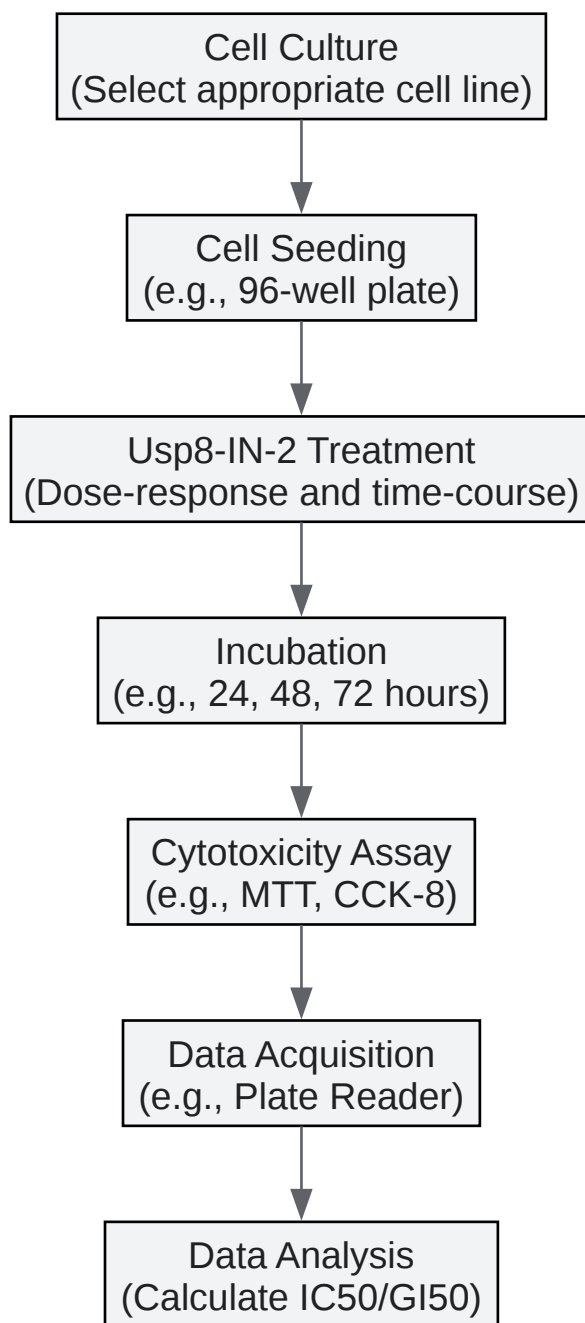 Cell Culture
(Select appropriate cell line)
Cell Seeding
(e.g., 96-well plate)
Usp8-IN-2 Treatment
(Dose-response and time-course)
Incubation
(e.g., 24, 48, 72 hours)
Cytotoxicity Assay
(e.g., MTT, CCK-8)
Data Acquisition
(e.g., Plate Reader)
Data Analysis
(Calculate IC50/GI50)